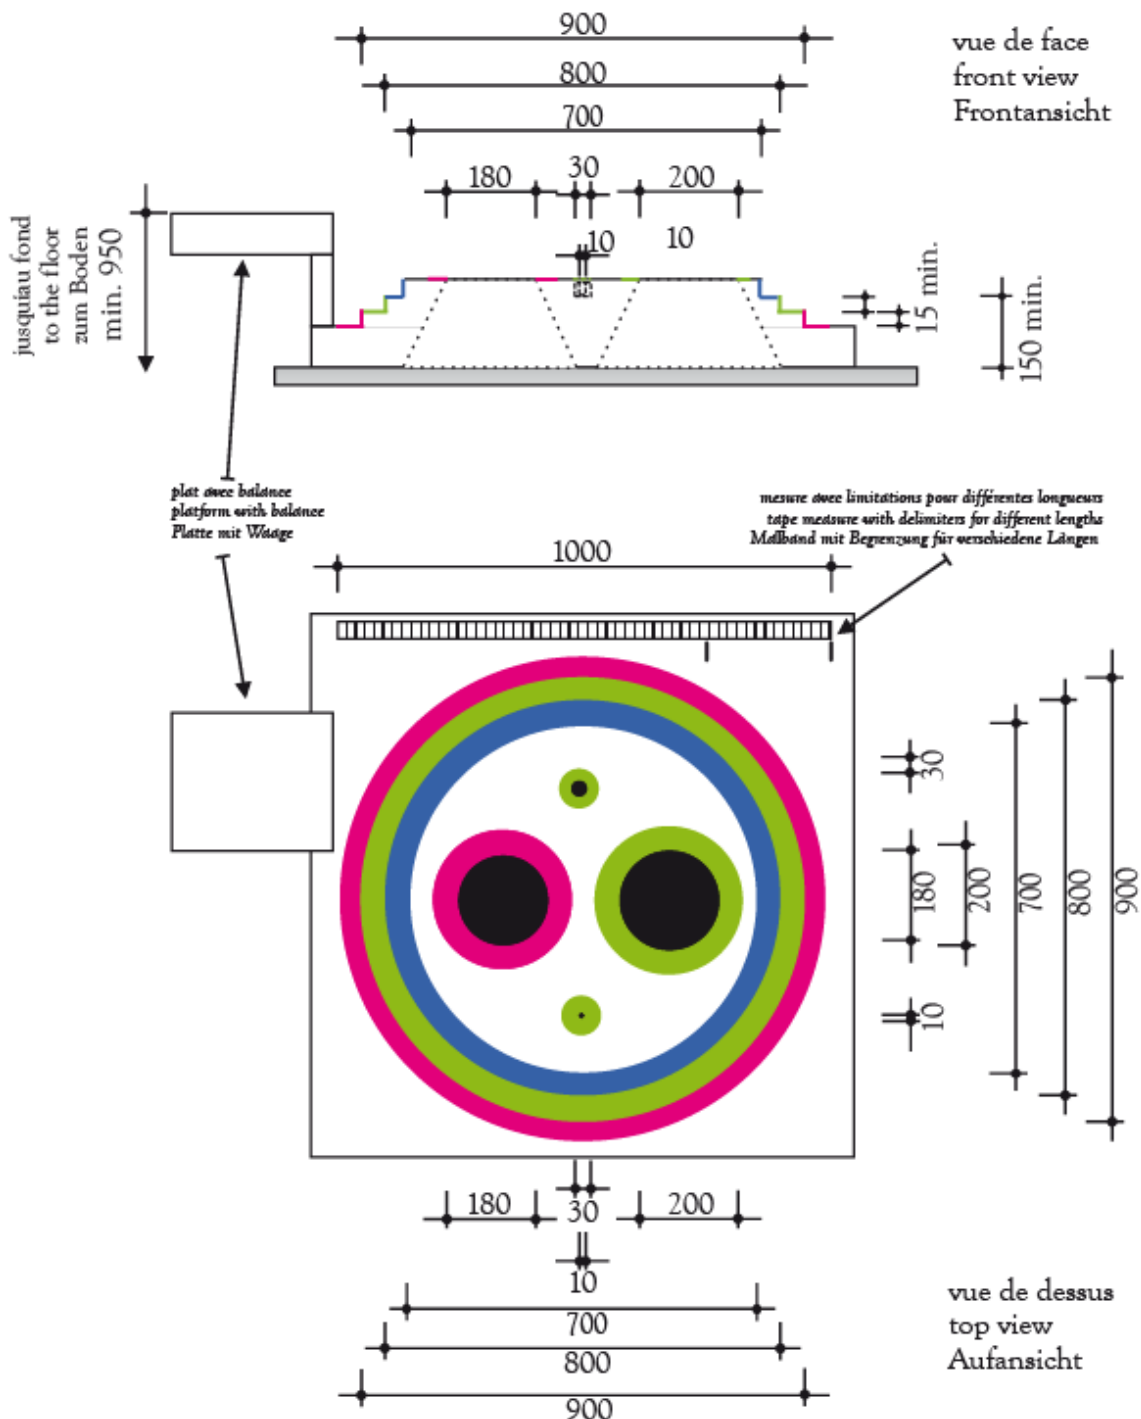 900
vue de face
front view
Frontansicht
800
700
30
180
200
10
10
jusquiau fond
to the floor
zum Boden
min. 950
15 min.
150 min.
plat avec balance
platform with balance
Platte mit Waage
mesure avec limitations pour différentes longueurs
tape measure with delimiters for different lengths
Maßband mit Begrenzung für verschiedene Längen
1000
30
180
200
700
800
900
10
180
30
200
10
700
800
900
vue de dessus
top view
Aufansicht